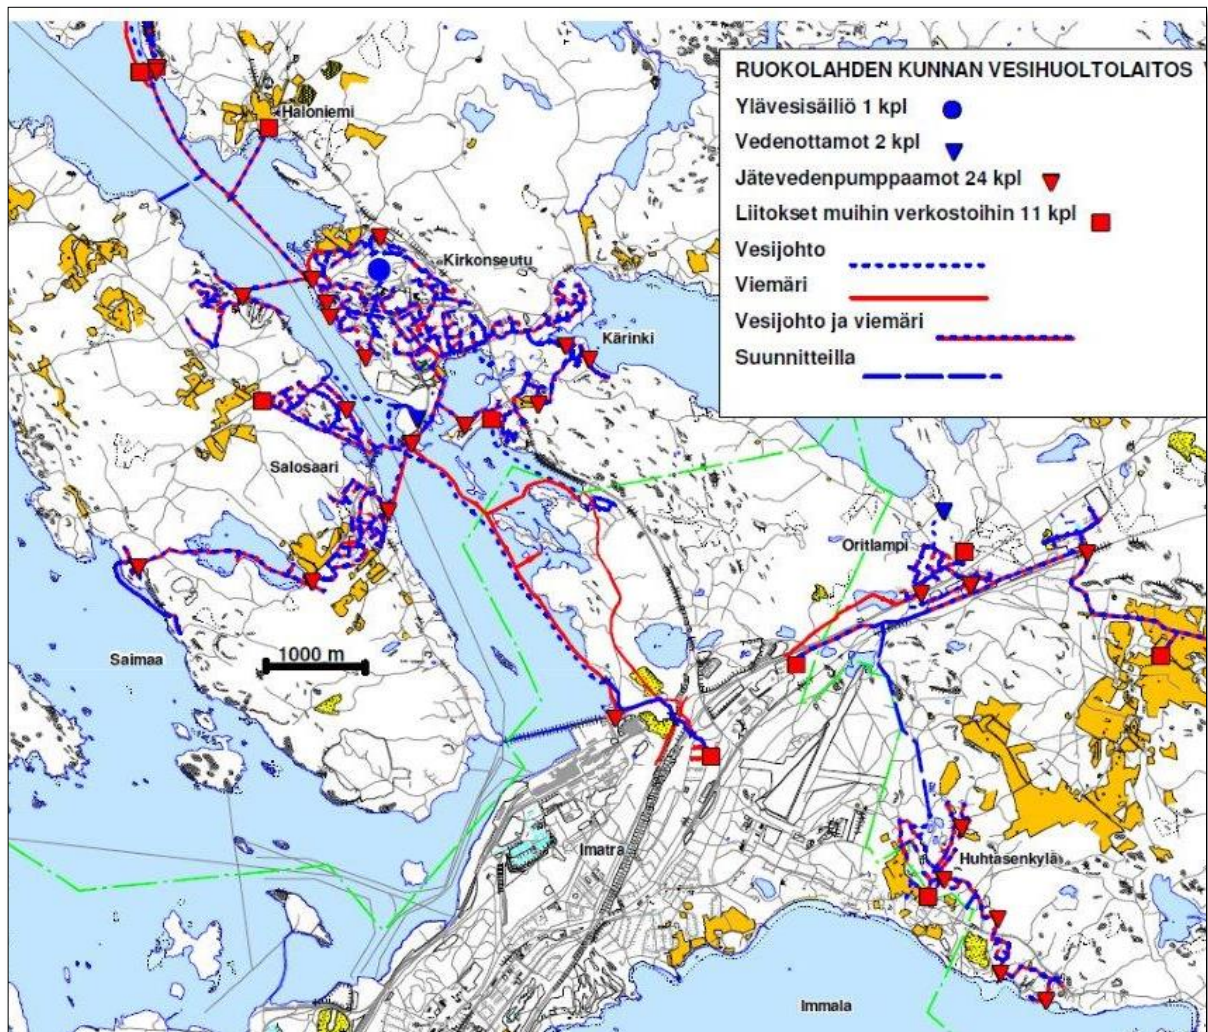 RUOKOLAHDEN KUNNAN VESIHUOLTOLAITOS
Ylävesisäiliö 1 kpl
Vedenottamot 2 kpl
Jätevedenpumppaamot 24 kpl
Liitokset muihin verkostoihin 11 kpl
Vesijohto
Viemäri
Vesijohto ja viemäri
Suunnitteilla
Haloniemi
Kirkonseutu
Kärinki
Salosaari
Oritlampi
Saimaa
1000 m
Imatra
Huhtasenkylä
Immala